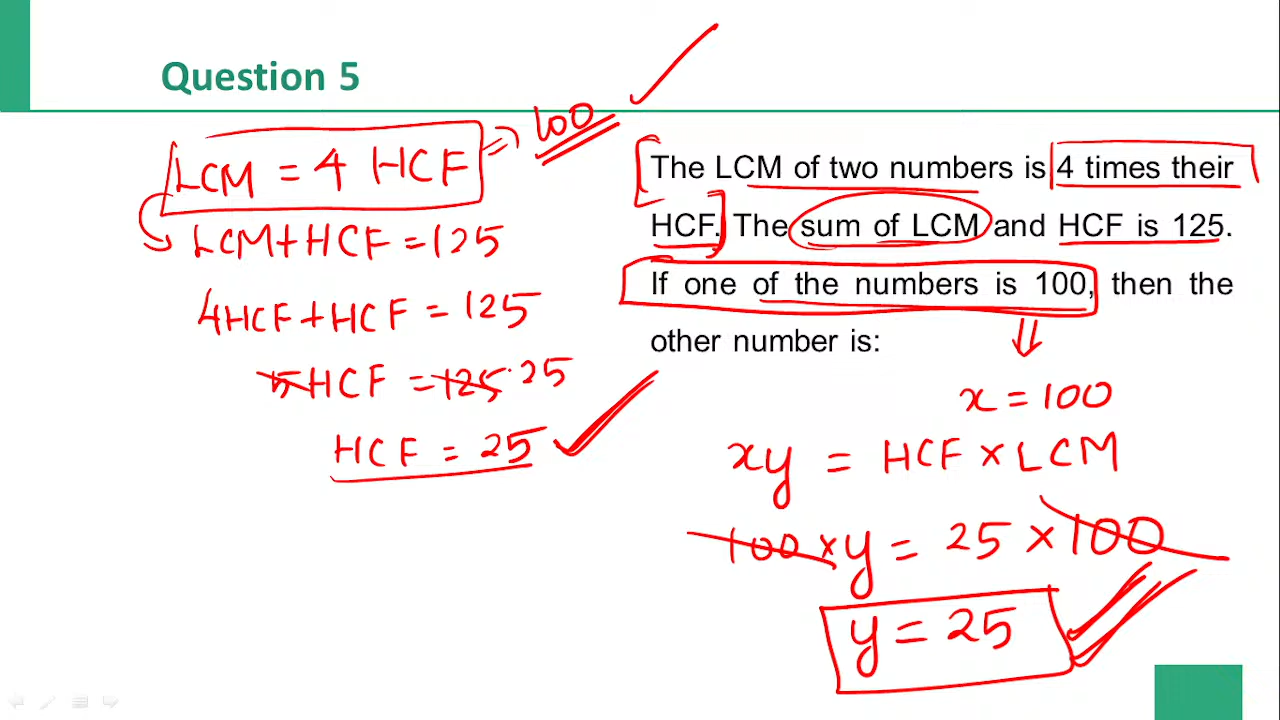 Question 5
LCM = 4 HCF ⇒ 100
LCM+HCF = 125
4HCF+HCF = 125
5HCF = 125 25
HCF = 25
The LCM of two numbers is 4 times their
HCF. The sum of LCM and HCF is 125.
If one of the numbers is 100, then the
other number is:
x = 100
xy = HCF × LCM
100 × y = 25 × 100
y = 25